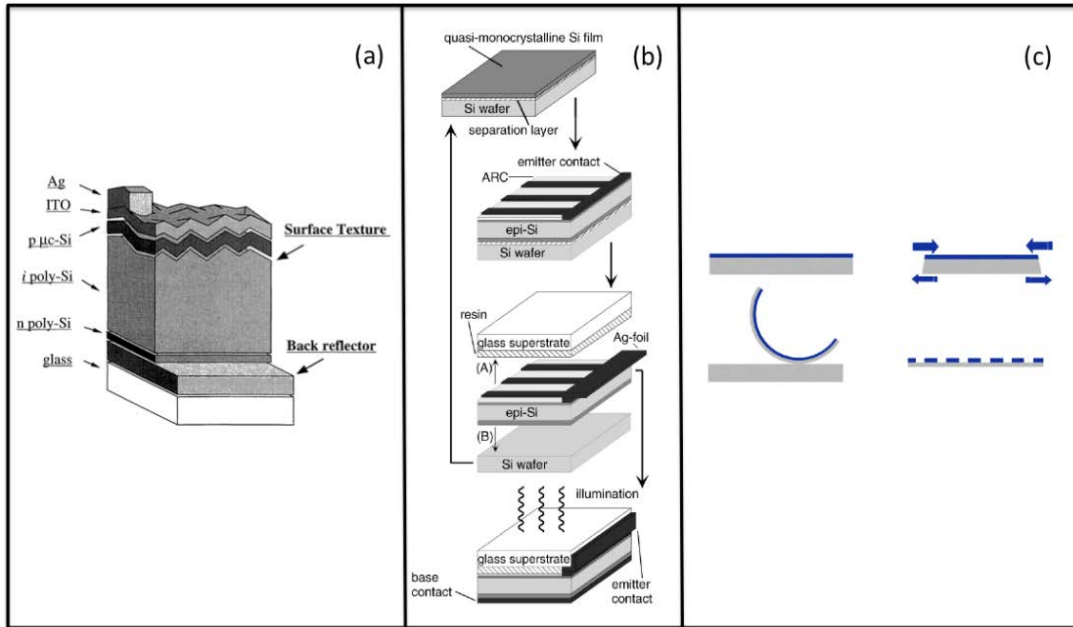 (a)
Ag
ITO
p μc-Si
i poly-Si
n poly-Si
glass
Surface Texture
Back reflector
(b)
quasi-monocrystalline Si film
Si wafer
separation layer
emitter contact
ARC
epi-Si
Si wafer
resin
glass superstrate
Ag-foil
(A)
epi-Si
(B)
Si wafer
illumination
glass superstrate
base
contact
emitter
contact
(c)